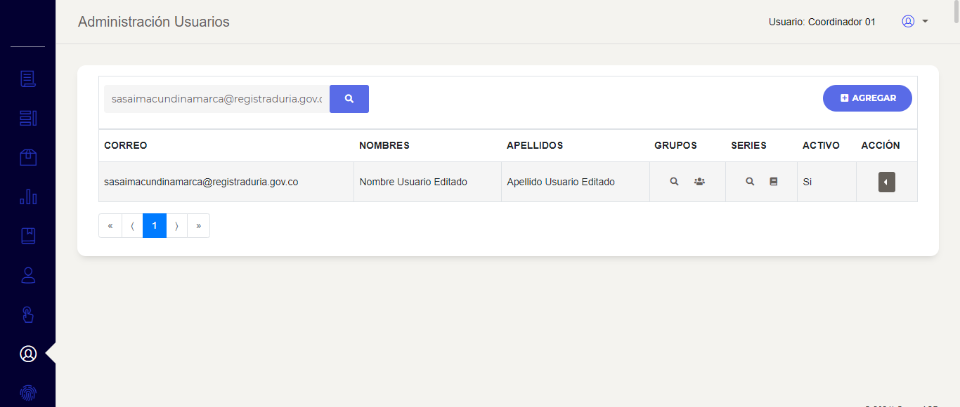 Administración Usuarios
Usuario: Coordinador 01
sasaimacundinamarca@registraduria.gov.c
AGREGAR
CORREO NOMBRES APELLIDOS GRUPOS SERIES ACTIVO ACCIÓN
sasaimacundinamarca@registraduria.gov.co Nombre Usuario Editado Apellido Usuario Editado Si
« ⟨ 1 ⟩ »